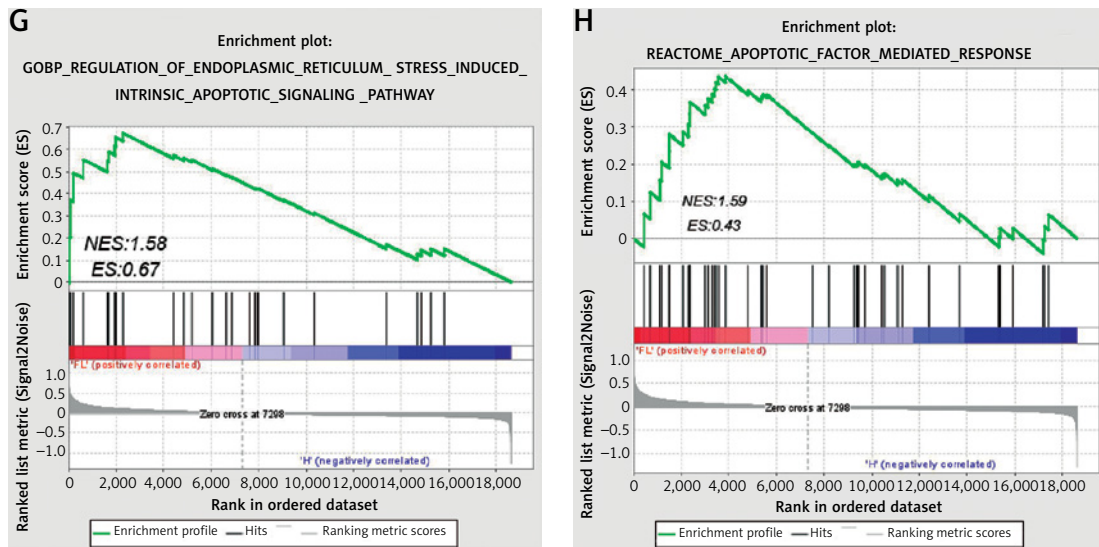 G
Enrichment plot:
GOBP_REGULATION_OF_ENDOPLASMIC_RETICULUM_ STRESS_INDUCED_
INTRINSIC_APOPTOTIC_SIGNALING _PATHWAY
Enrichment score (ES)
0.7
0.6
0.5
0.4
0.3
0.2
0.1
0
NES:1.58
ES:0.67
Ranked list metric (Signal2Noise)
'FL' (positively correlated)
1.0
0.5
0
−0.5
−1.0
Zero cross at 7298
'H' (negatively correlated)
0 2,000 4,000 6,000 8,000 10,000 12,000 14,000 16,000 18,000
Rank in ordered dataset
Enrichment profile Hits Ranking metric scores
H
Enrichment plot:
REACTOME_APOPTOTIC_FACTOR_MEDIATED_RESPONSE
Enrichment score (ES)
0.4
0.3
0.2
0.1
0
NES:1.59
ES:0.43
Ranked list metric (Signal2Noise)
'FL' (positively correlated)
1.0
0.5
0
−0.5
−1.0
Zero cross at 7298
'H' (negatively correlated)
0 2,000 4,000 6,000 8,000 10,000 12,000 14,000 16,000 18,000
Rank in ordered dataset
Enrichment profile Hits Ranking metric scores